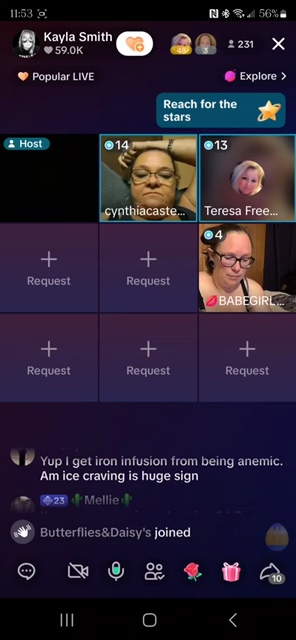 11:53
56%
Kayla Smith
59.0K
46
3
231
Popular LIVE
Explore >
Reach for the
stars
Host
14
13
cynthiacaste...
Teresa Free...
4
Request
Request
💋BABEGIRL...
Request
Request
Request
Yup I get iron infusion from being anemic.
Am ice craving is huge sign
23 🌵Mellie🌵
Butterflies&Daisy's joined
10